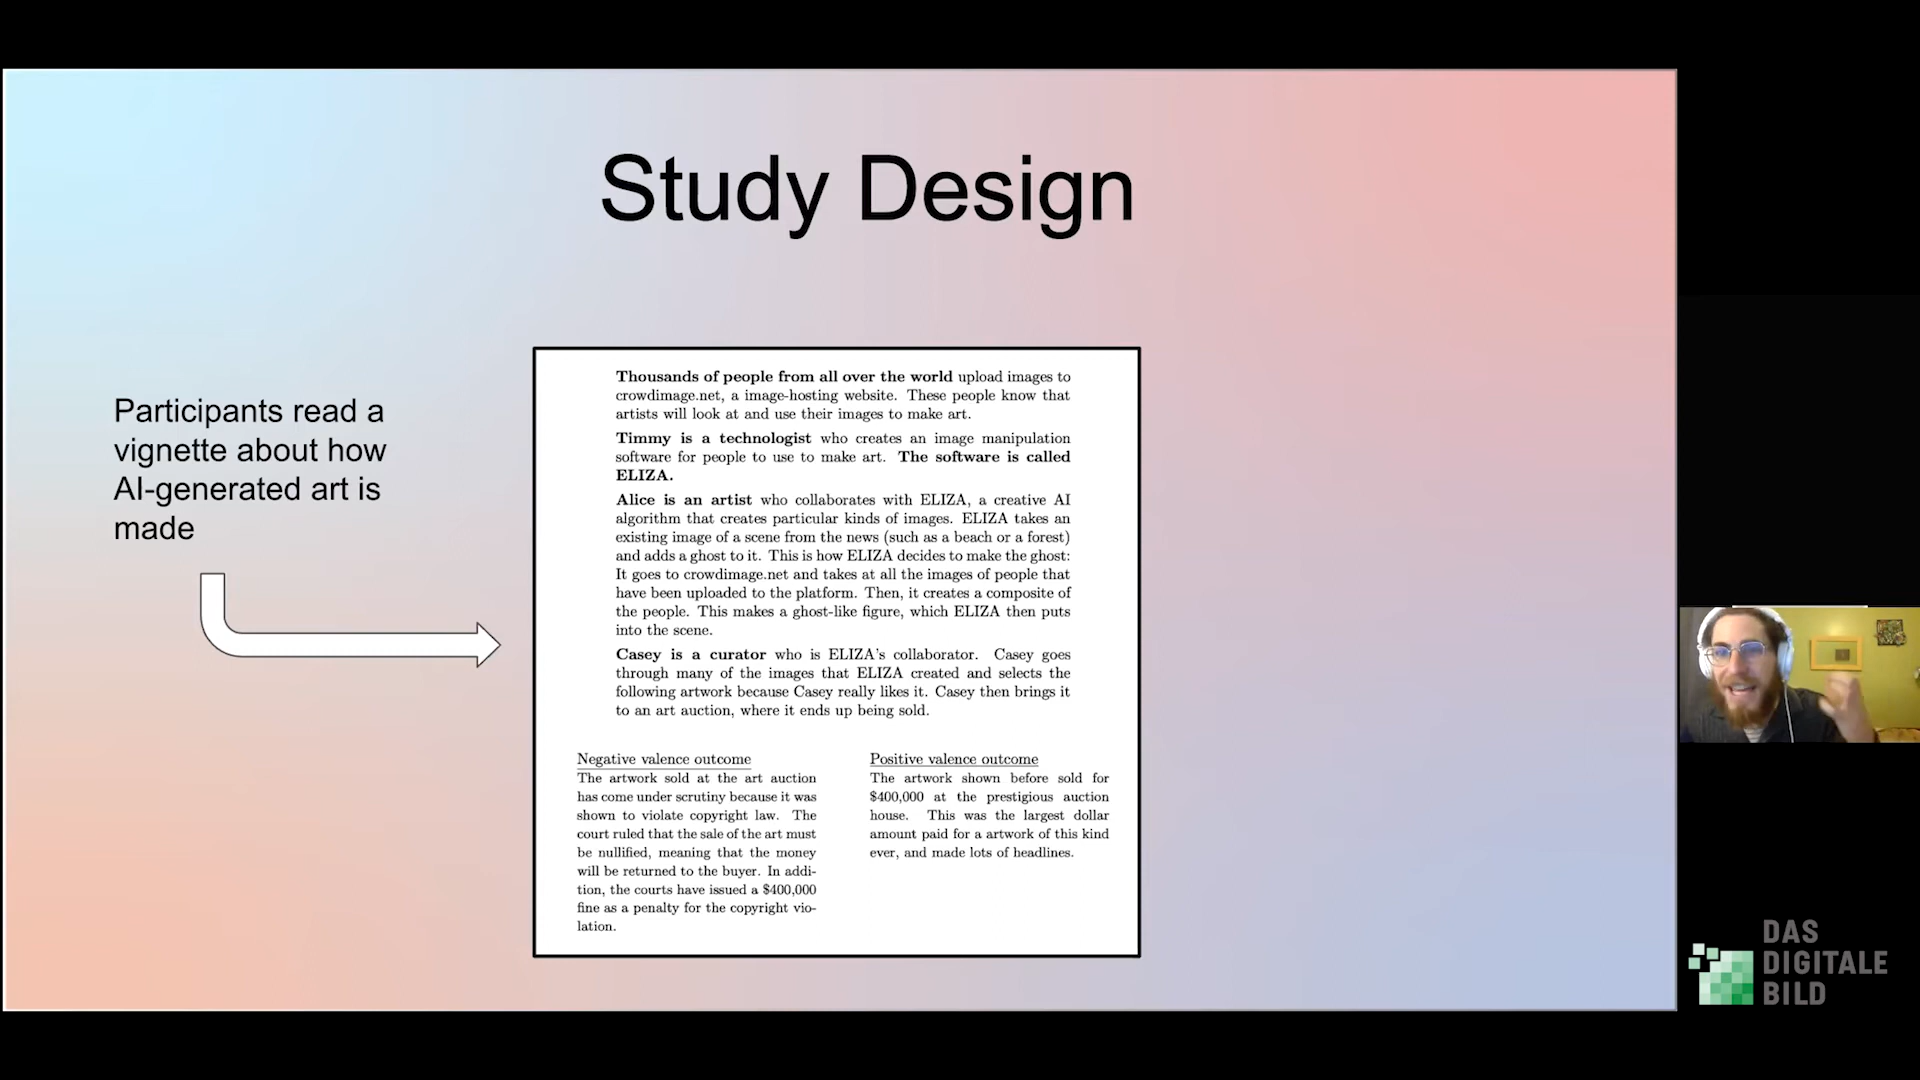 Study Design
Participants read a
vignette about how
AI-generated art is
made
Thousands of people from all over the world upload images to
crowdimage.net, a image-hosting website. These people know that
artists will look at and use their images to make art.
Timmy is a technologist who creates an image manipulation
software for people to use to make art. The software is called
ELIZA.
Alice is an artist who collaborates with ELIZA, a creative AI
algorithm that creates particular kinds of images. ELIZA takes an
existing image of a scene from the news (such as a beach or a forest)
and adds a ghost to it. This is how ELIZA decides to make the ghost:
It goes to crowdimage.net and takes at all the images of people that
have been uploaded to the platform. Then, it creates a composite of
the people. This makes a ghost-like figure, which ELIZA then puts
into the scene.
Casey is a curator who is ELIZA's collaborator. Casey goes
through many of the images that ELIZA created and selects the
following artwork because Casey really likes it. Casey then brings it
to an art auction, where it ends up being sold.
Negative valence outcome
The artwork sold at the art auction
has come under scrutiny because it was
shown to violate copyright law. The
court ruled that the sale of the art must
be nullified, meaning that the money
will be returned to the buyer. In addi-
tion, the courts have issued a $400,000
fine as a penalty for the copyright vio-
lation.
Positive valence outcome
The artwork shown before sold for
$400,000 at the prestigious auction
house. This was the largest dollar
amount paid for a artwork of this kind
ever, and made lots of headlines.
DAS
DIGITALE
BILD